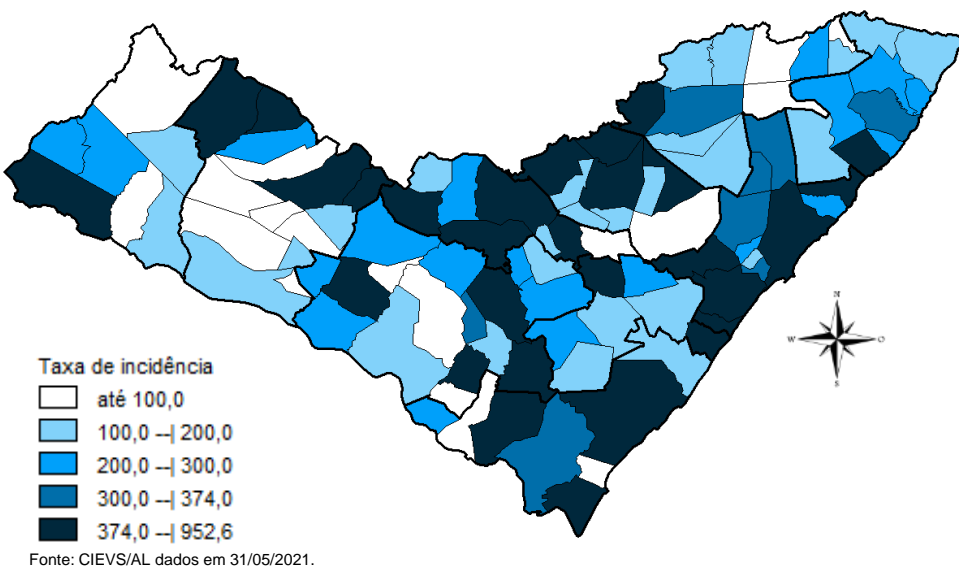 N
W
O
S
Taxa de incidência
até 100,0
100,0 --| 200,0
200,0 --| 300,0
300,0 --| 374,0
374,0 --| 952,6
Fonte: CIEVS/AL dados em 31/05/2021.